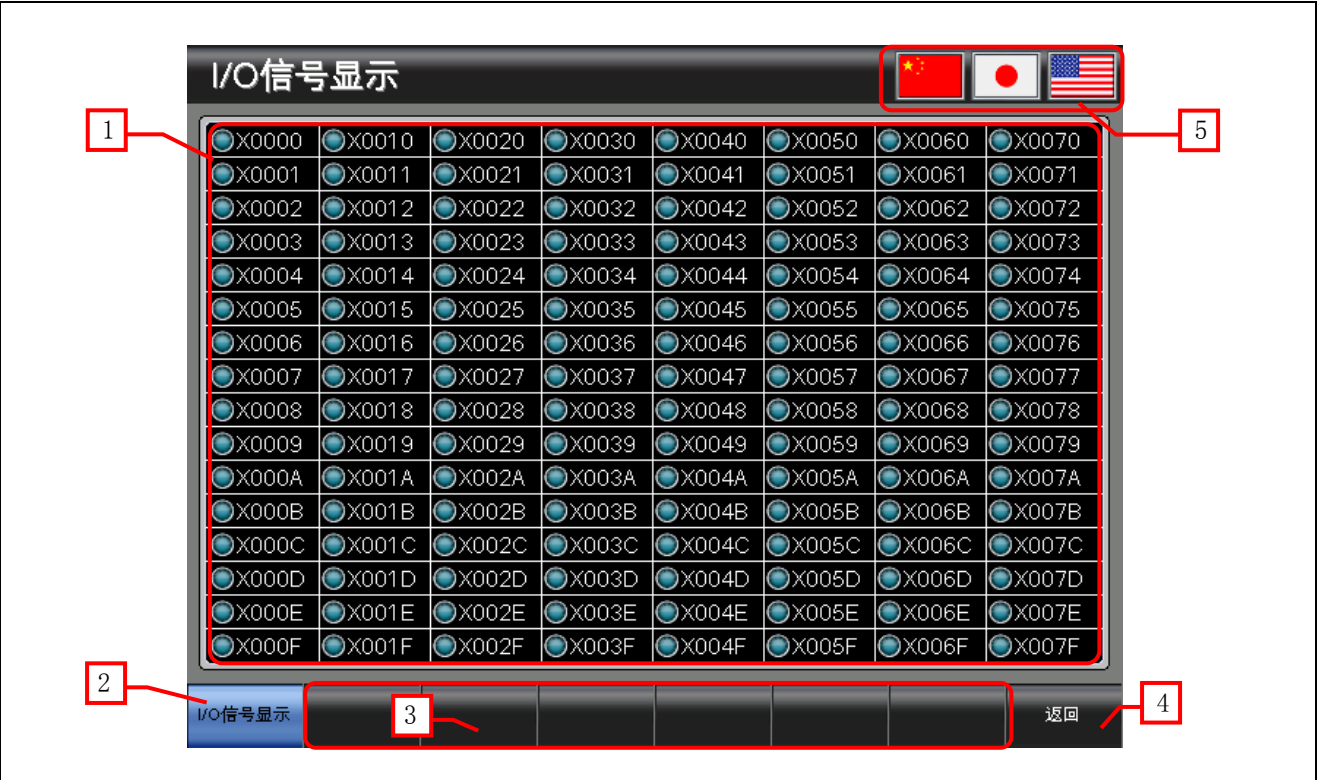 I/O信号显示
1
5
X0000 X0010 X0020 X0030 X0040 X0050 X0060 X0070
X0001 X0011 X0021 X0031 X0041 X0051 X0061 X0071
X0002 X0012 X0022 X0032 X0042 X0052 X0062 X0072
X0003 X0013 X0023 X0033 X0043 X0053 X0063 X0073
X0004 X0014 X0024 X0034 X0044 X0054 X0064 X0074
X0005 X0015 X0025 X0035 X0045 X0055 X0065 X0075
X0006 X0016 X0026 X0036 X0046 X0056 X0066 X0076
X0007 X0017 X0027 X0037 X0047 X0057 X0067 X0077
X0008 X0018 X0028 X0038 X0048 X0058 X0068 X0078
X0009 X0019 X0029 X0039 X0049 X0059 X0069 X0079
X000A X001A X002A X003A X004A X005A X006A X007A
X000B X001B X002B X003B X004B X005B X006B X007B
X000C X001C X002C X003C X004C X005C X006C X007C
X000D X001D X002D X003D X004D X005D X006D X007D
X000E X001E X002E X003E X004E X005E X006E X007E
X000F X001F X002F X003F X004F X005F X006F X007F
2
I/O信号显示
3
返回
4